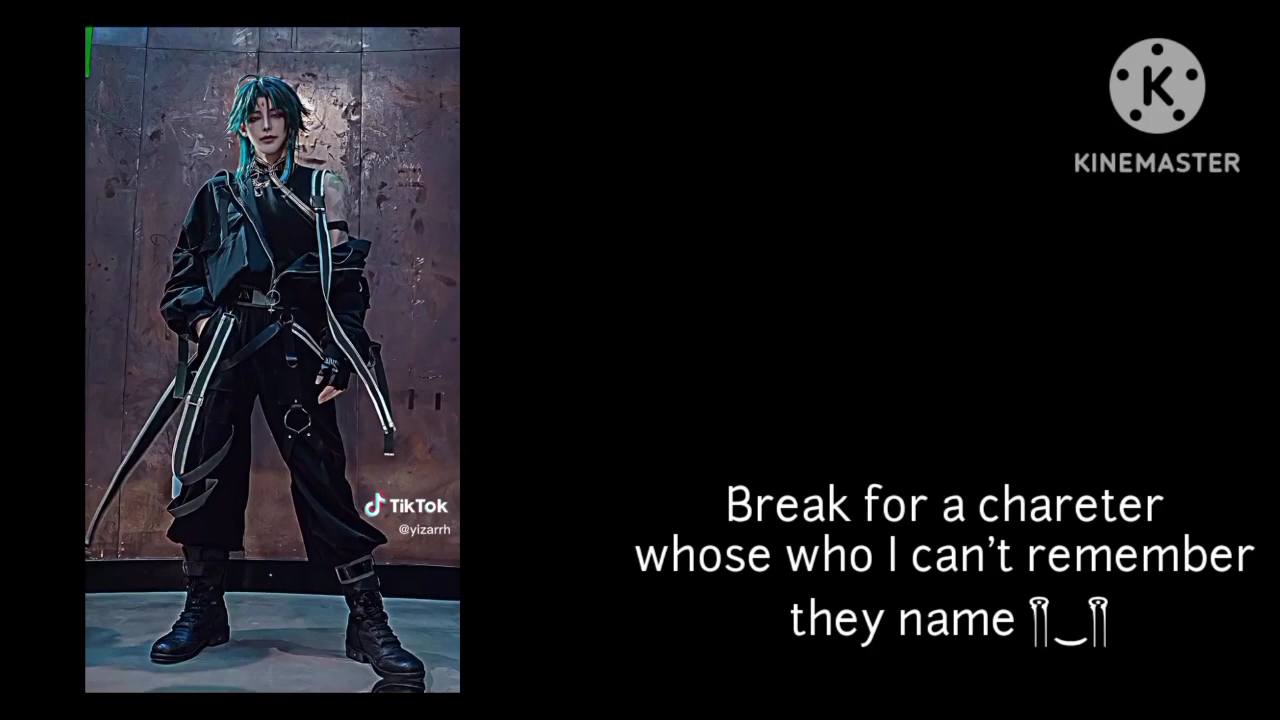 KINEMASTER
TikTok
@yizarrh
Break for a chareter
whose who I can't remember
they name